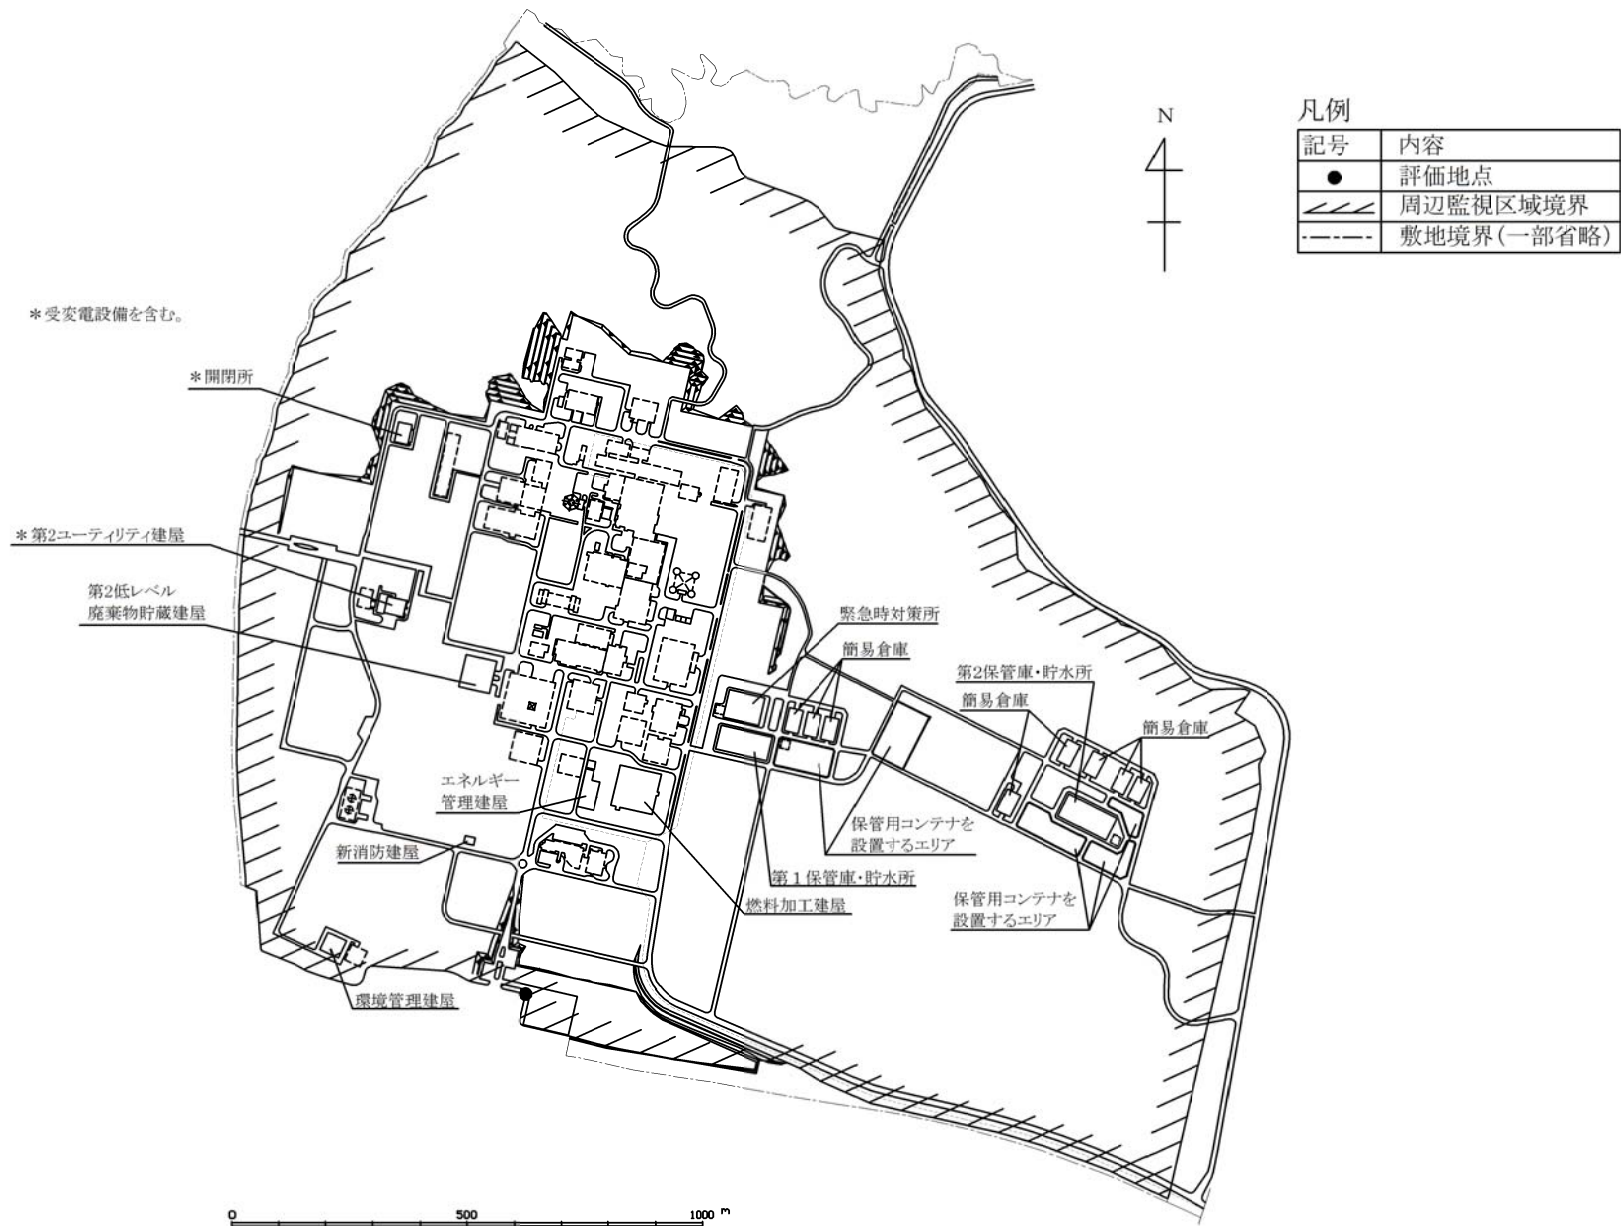 N
凡例
記号 内容
● 評価地点
周辺監視区域境界
敷地境界(一部省略)
*受変電設備を含む。
*開閉所
*第2ユーティリティ建屋
第2低レベル
廃棄物貯蔵建屋
緊急時対策所
簡易倉庫
第2保管庫・貯水所
簡易倉庫
簡易倉庫
エネルギー
管理建屋
新消防建屋
保管用コンテナを
設置するエリア
第1保管庫・貯水所
燃料加工建屋
保管用コンテナを
設置するエリア
環境管理建屋
0 500 1000 m